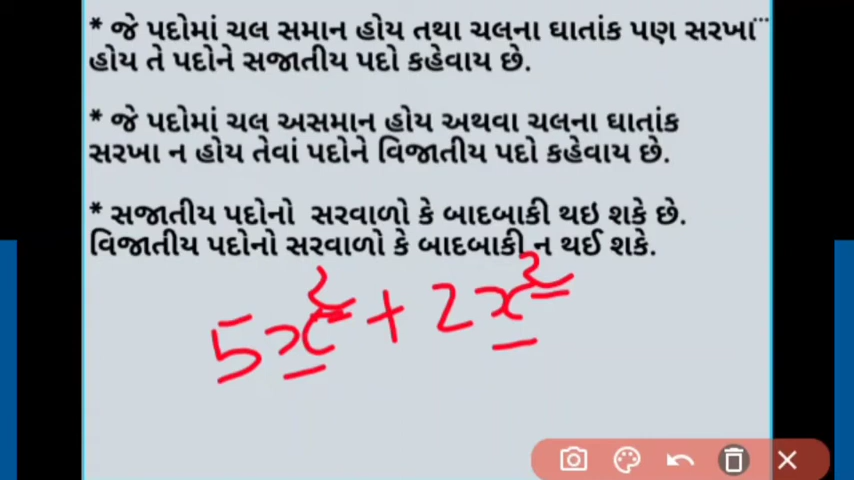 * જે પદોમાં ચલ સમાન હોય તથા ચલના ઘાતાંક પણ સરખા
હોય તે પદોને સજાતીય પદો કહેવાય છે.
* જે પદોમાં ચલ અસમાન હોય અથવા ચલના ઘાતાંક
સરખા ન હોય તેવાં પદોને વિજાતીય પદો કહેવાય છે.
* સજાતીય પદોનો સરવાળો કે બાદબાકી થઇ શકે છે.
વિજાતીય પદોનો સરવાળો કે બાદબાકી ન થઈ શકે.
5x² + 2x²